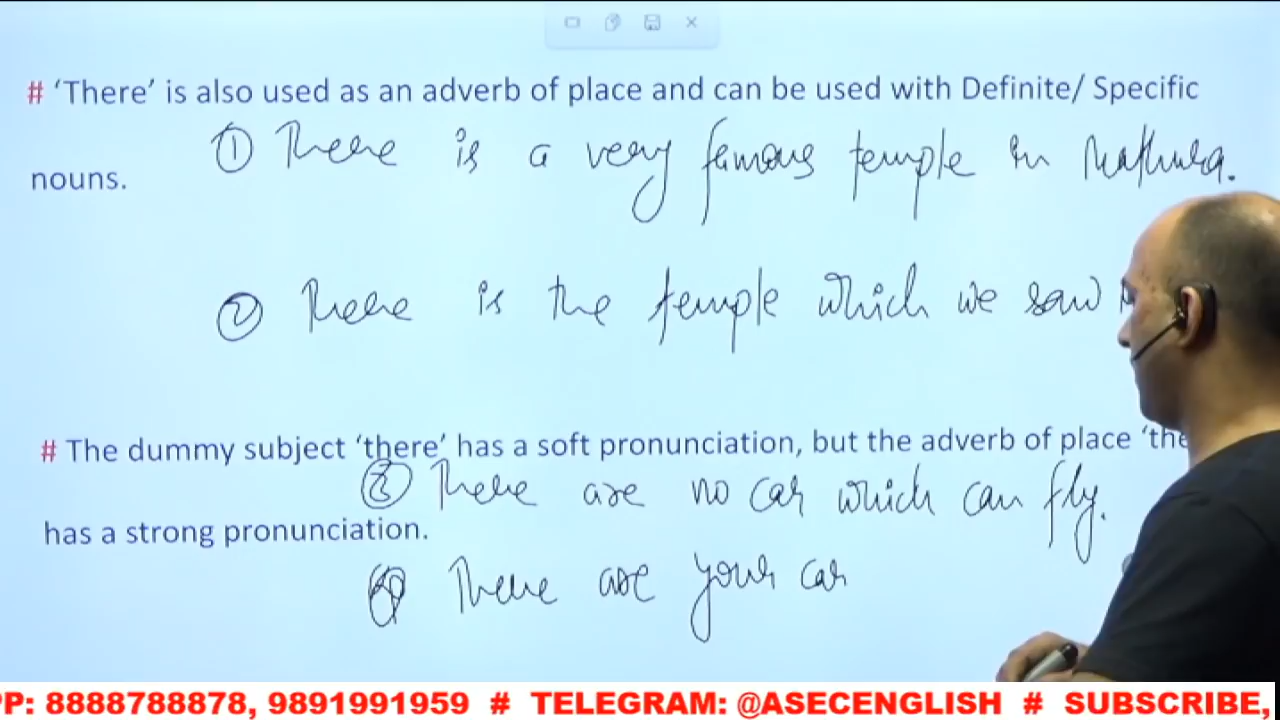 # ‘There’ is also used as an adverb of place and can be used with Definite/ Specific
① There is a very famous temple in Mathura.
nouns.
② There is the temple which we saw
# The dummy subject ‘there’ has a soft pronunciation, but the adverb of place ‘the
③ There are no car which can fly.
has a strong pronunciation.
④ There are your car
PP: 8888788878, 9891991959 # TELEGRAM: @ASECENGLISH # SUBSCRIBE,